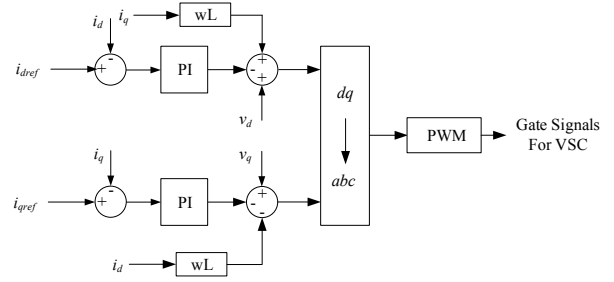 i_d i_q wL
-
i_dref + PI - + +
v_d
dq
abc
PWM
Gate Signals
For VSC
i_q v_q
-
i_qref + PI - + -
i_d wL